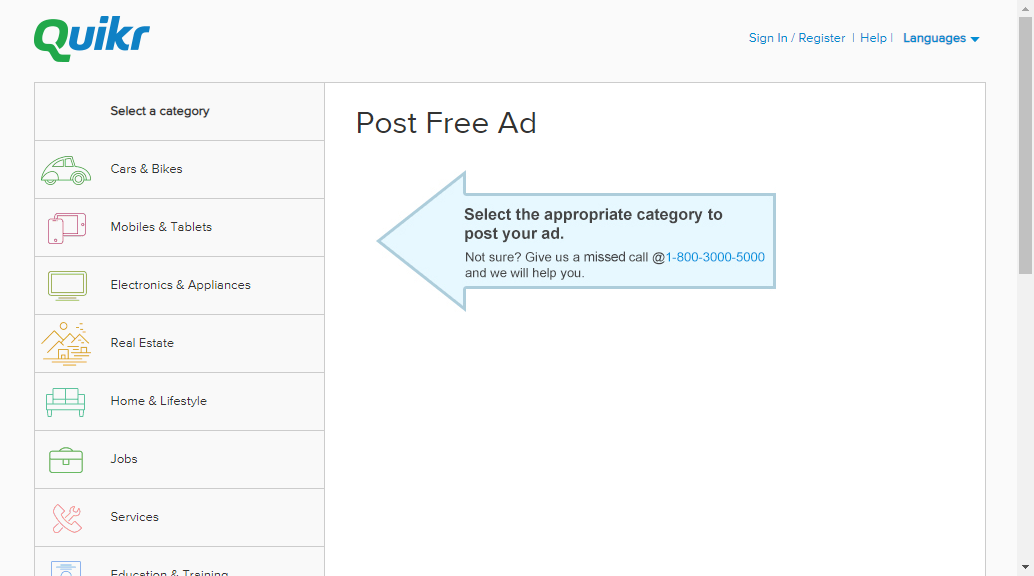 Quikr
Sign In / Register | Help | Languages
Select a category
Post Free Ad
Cars & Bikes
Mobiles & Tablets
Electronics & Appliances
Real Estate
Home & Lifestyle
Jobs
Services
Education & Training
Select the appropriate category to
post your ad.
Not sure? Give us a missed call @1-800-3000-5000
and we will help you.